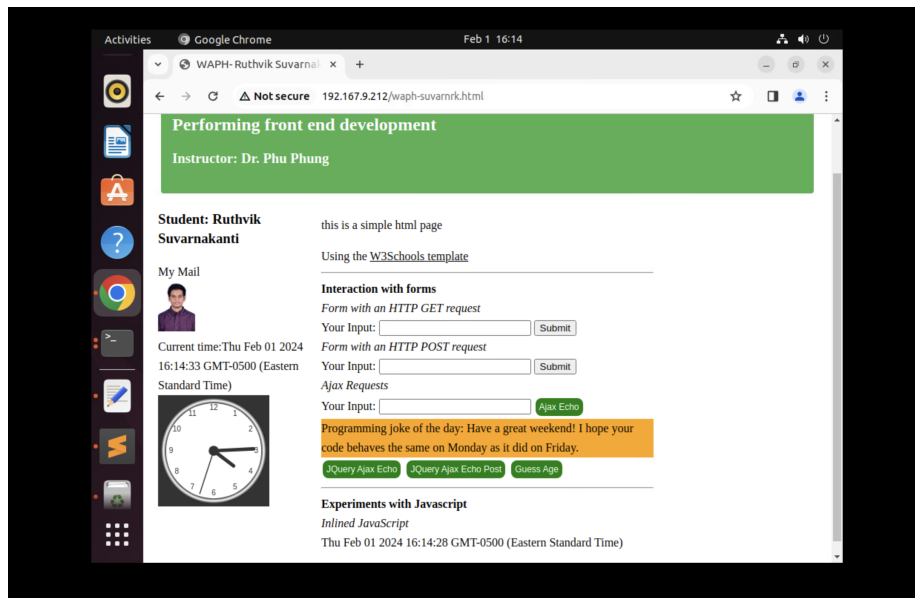 Activities
Google Chrome
Feb 1 16:14
WAPH- Ruthvik Suvarna
Not secure
192.167.9.212/waph-suvarnrk.html
Performing front end development
Instructor: Dr. Phu Phung
Student: Ruthvik
Suvarnakanti
My Mail
Current time:Thu Feb 01 2024
16:14:33 GMT-0500 (Eastern
Standard Time)
12
1
2
3
4
5
6
7
8
9
10
11
this is a simple html page
Using the W3Schools template
Interaction with forms
Form with an HTTP GET request
Your Input: Submit
Form with an HTTP POST request
Your Input: Submit
Ajax Requests
Your Input: Ajax Echo
Programming joke of the day: Have a great weekend! I hope your
code behaves the same on Monday as it did on Friday.
JQuery Ajax Echo JQuery Ajax Echo Post Guess Age
Experiments with Javascript
Inlined JavaScript
Thu Feb 01 2024 16:14:28 GMT-0500 (Eastern Standard Time)